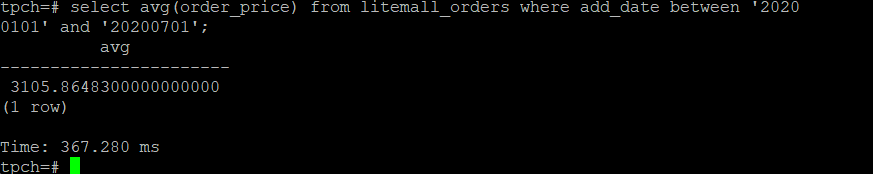 tpch=# select avg(order_price) from litemall_orders where add_date between '2020
0101' and '20200701';
avg
-----------------------
3105.8648300000000000
(1 row)
Time: 367.280 ms
tpch=#